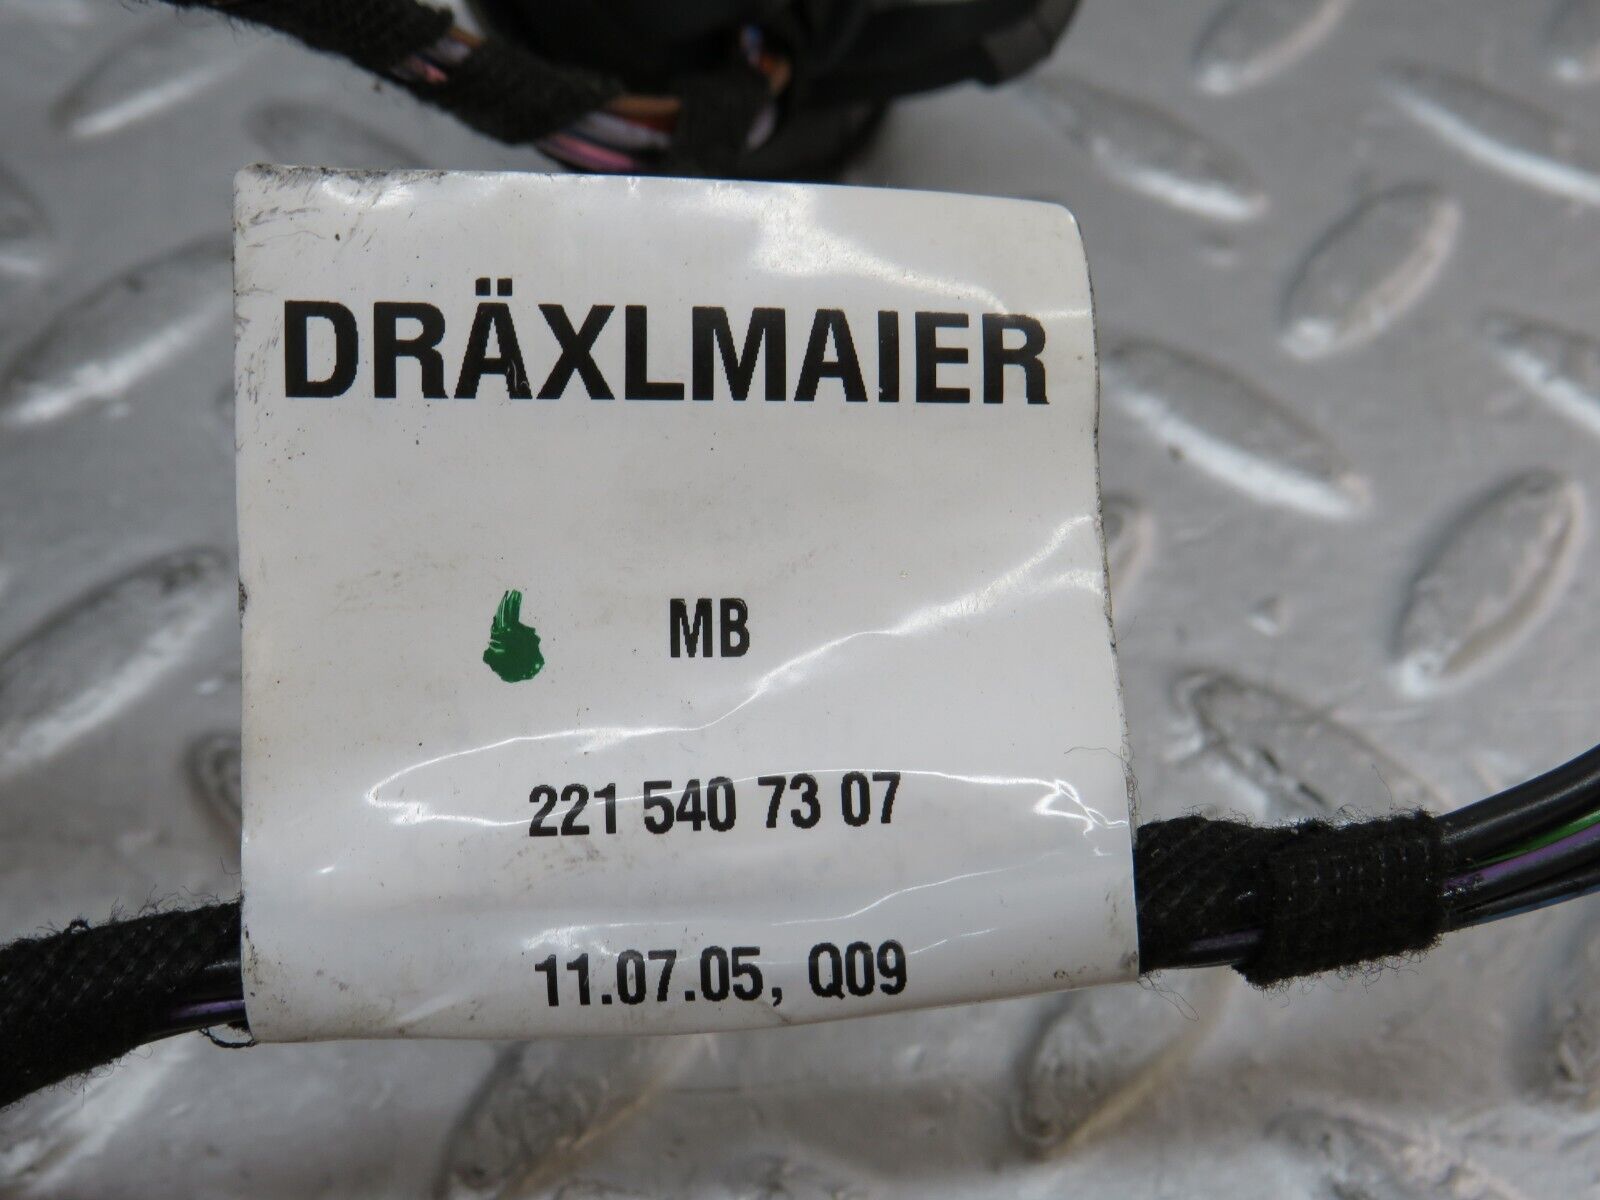 DRÄXLMAIER
MB
221 540 73 07
11.07.05, Q09